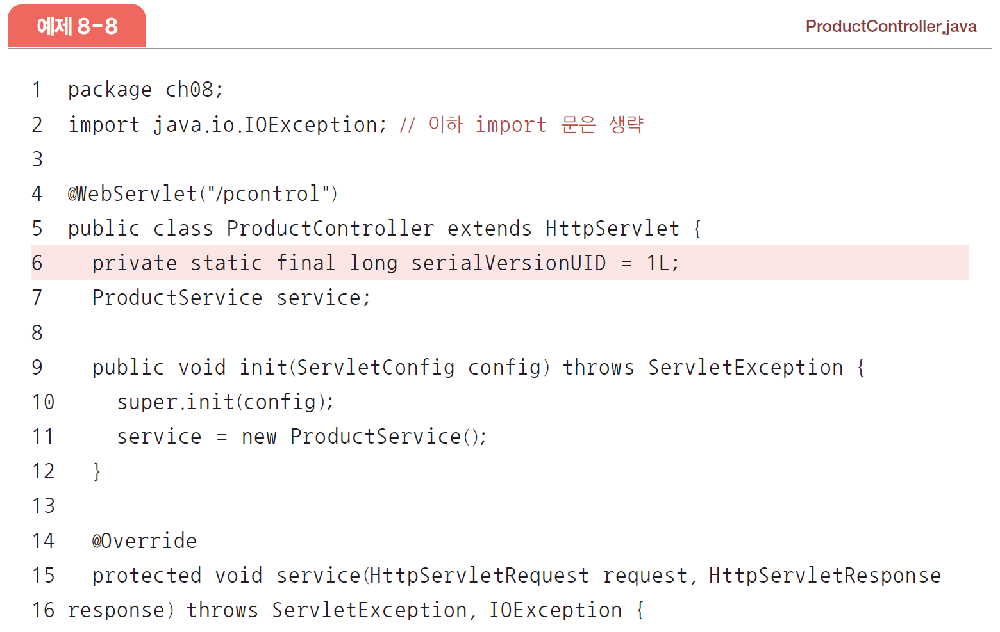 예제 8-8
ProductController.java
1 package ch08;
2 import java.io.IOException; // 이하 import 문은 생략
3
4 @WebServlet("/pcontrol")
5 public class ProductController extends HttpServlet {
6   private static final long serialVersionUID = 1L;
7   ProductService service;
8
9   public void init(ServletConfig config) throws ServletException {
10    super.init(config);
11    service = new ProductService();
12  }
13
14  @Override
15  protected void service(HttpServletRequest request, HttpServletResponse
16 response) throws ServletException, IOException {